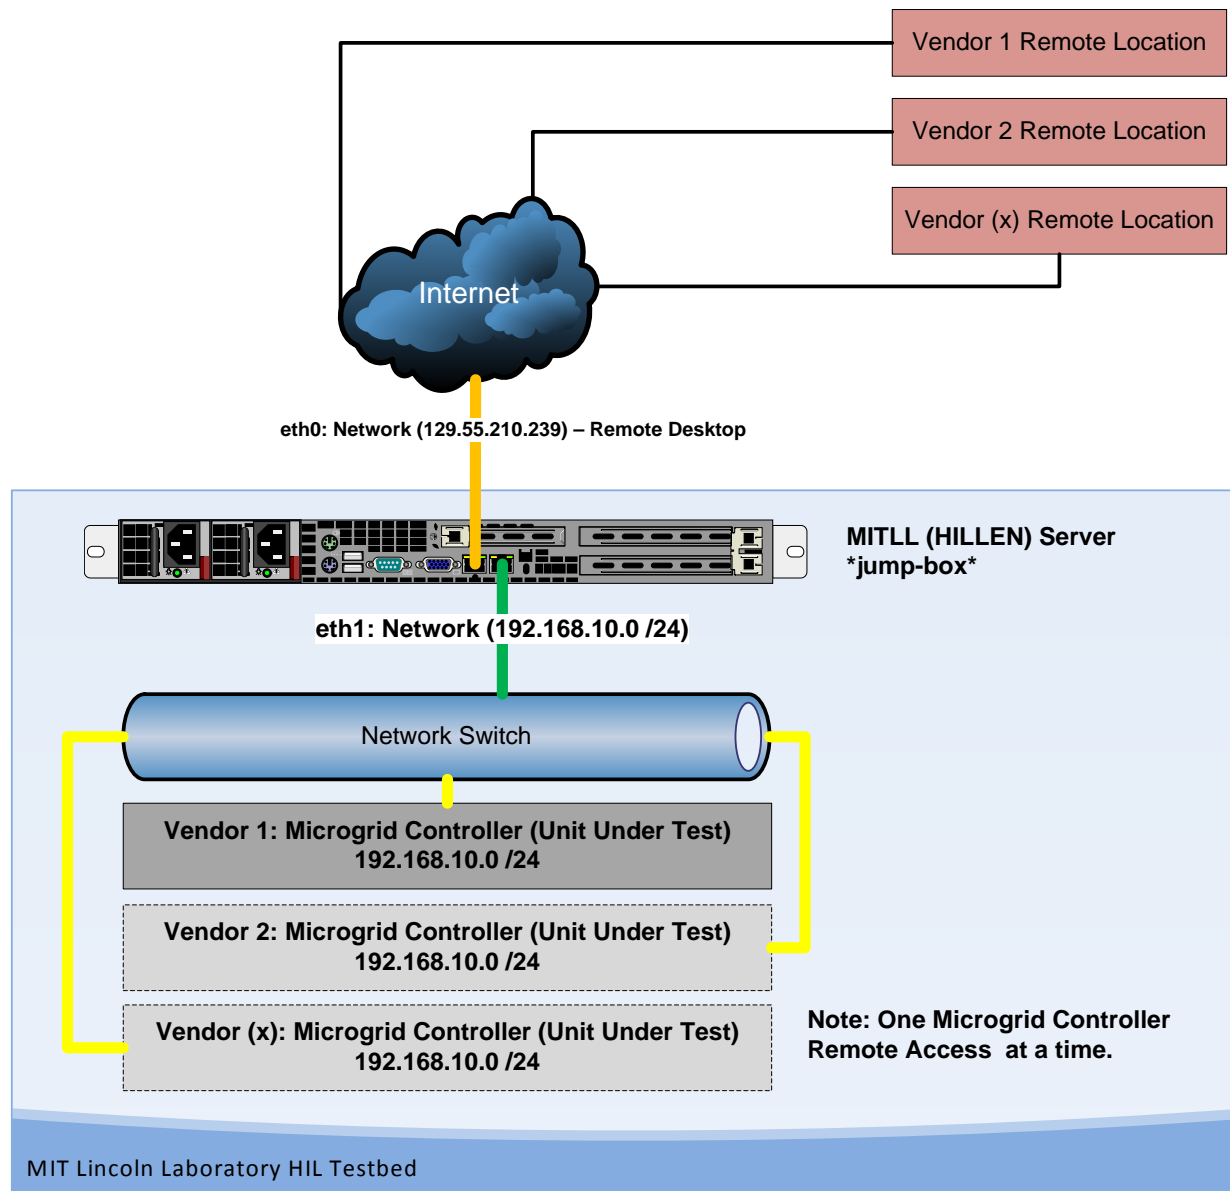 Vendor 1 Remote Location
Vendor 2 Remote Location
Vendor (x) Remote Location
Internet
eth0: Network (129.55.210.239) – Remote Desktop
MITLL (HILLEN) Server
*jump-box*
eth1: Network (192.168.10.0 /24)
Network Switch
Vendor 1: Microgrid Controller (Unit Under Test)
192.168.10.0 /24
Vendor 2: Microgrid Controller (Unit Under Test)
192.168.10.0 /24
Vendor (x): Microgrid Controller (Unit Under Test)
192.168.10.0 /24
Note: One Microgrid Controller
Remote Access at a time.
MIT Lincoln Laboratory HIL Testbed